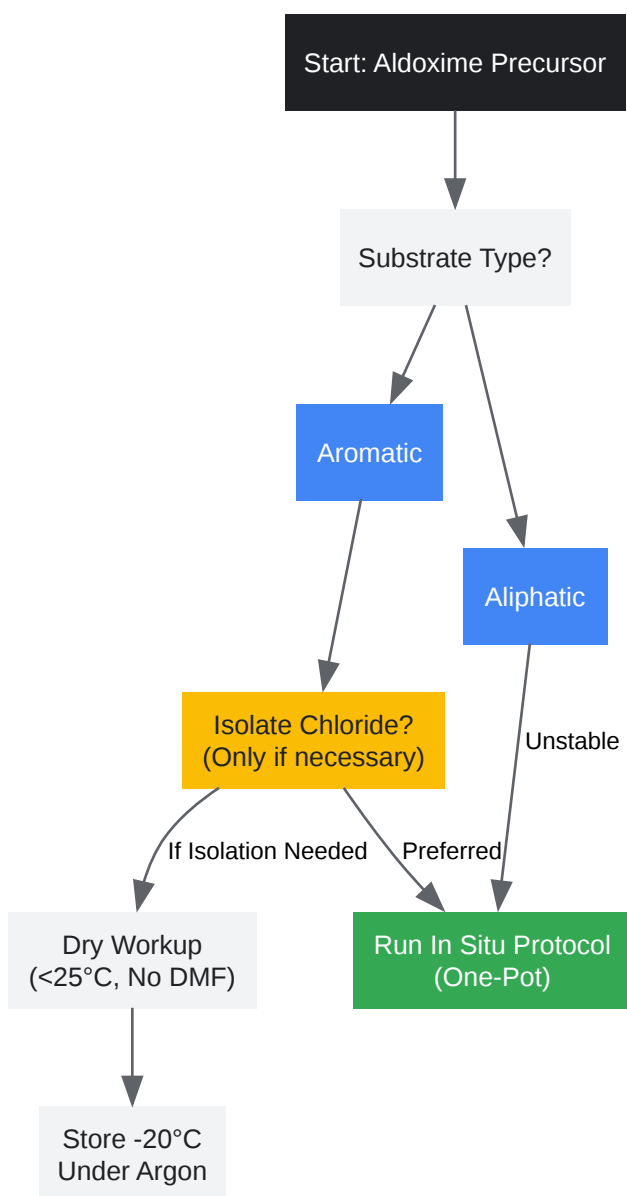 Start: Aldoxime Precursor
Substrate Type?
Aromatic
Aliphatic
Isolate Chloride?
(Only if necessary)
Unstable
If Isolation Needed
Preferred
Dry Workup
(<25°C, No DMF)
Run In Situ Protocol
(One-Pot)
Store -20°C
Under Argon